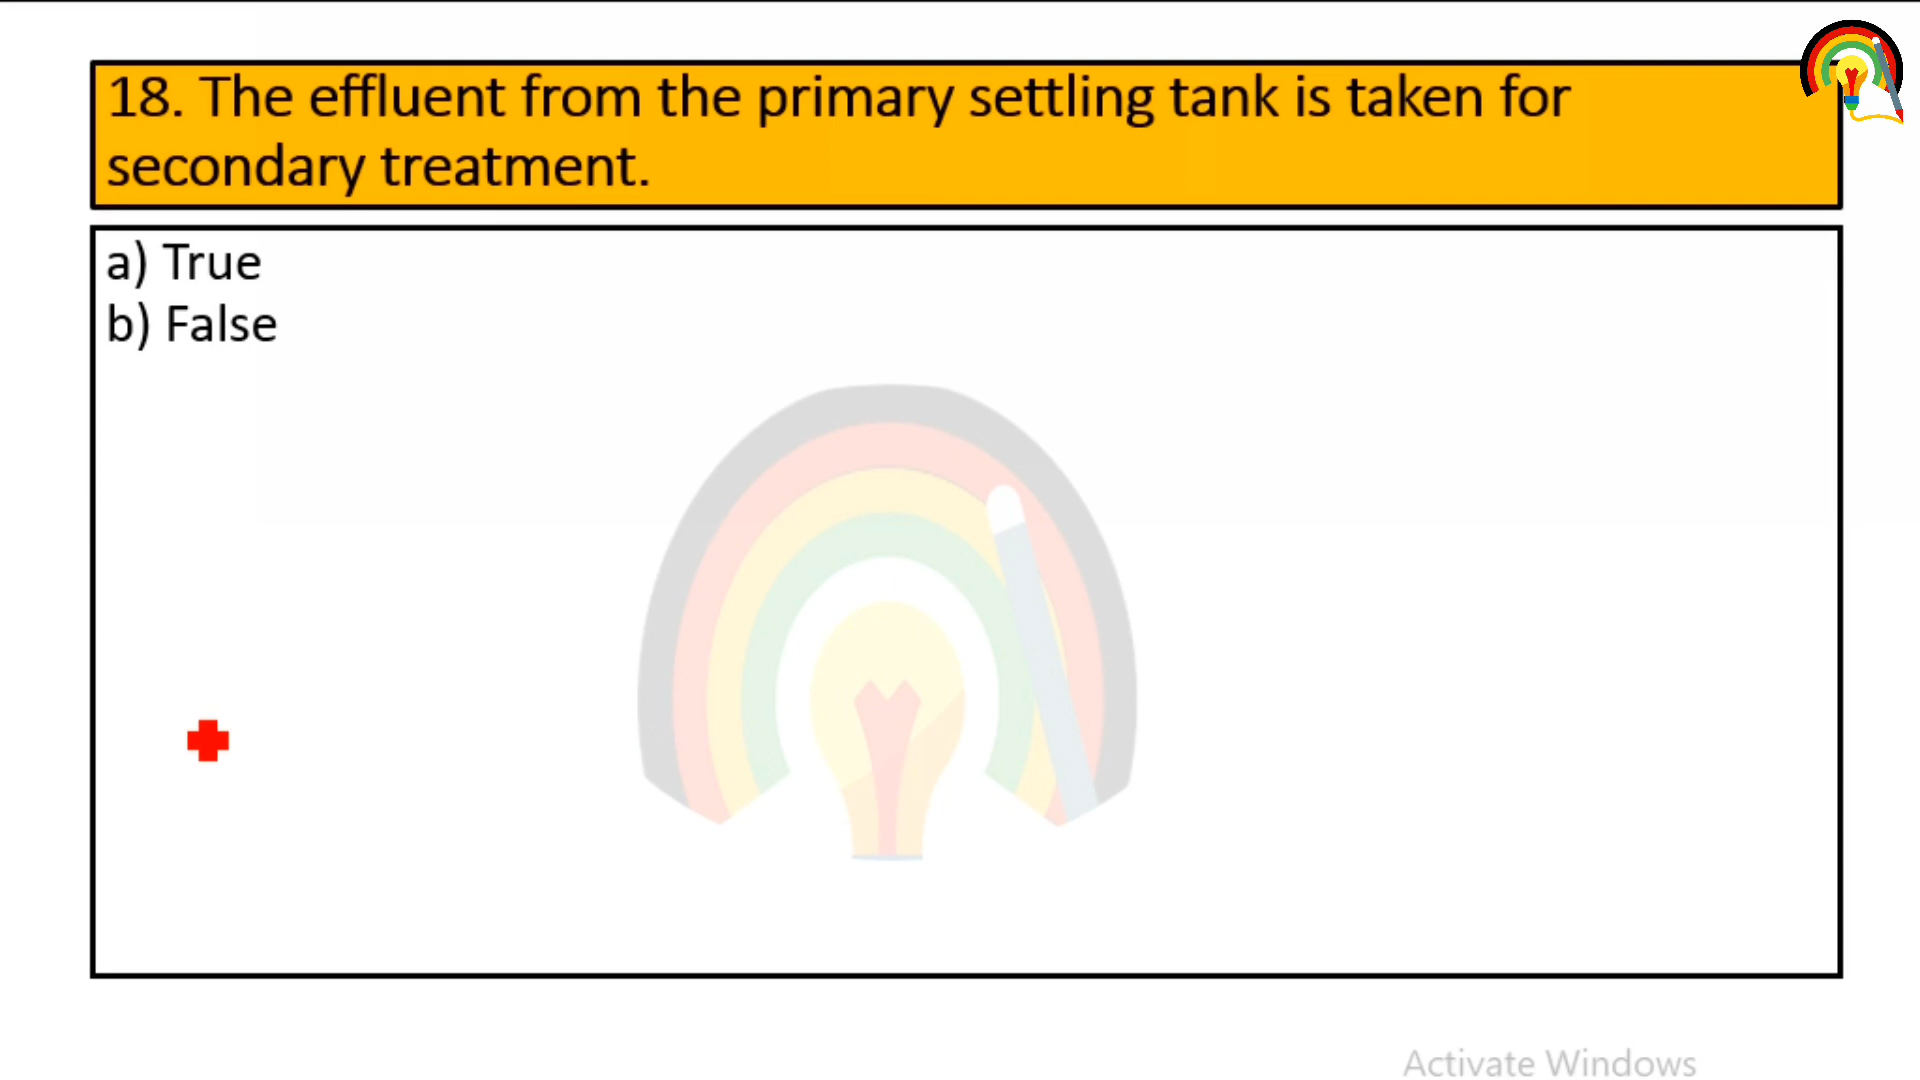 18. The effluent from the primary settling tank is taken for
secondary treatment.
a) True
b) False
Activate Windows